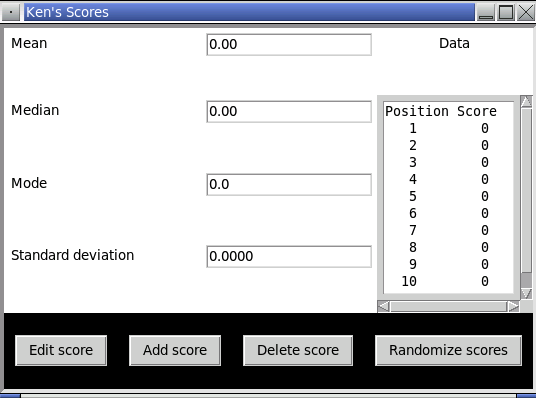 Ken's Scores
Mean 0.00 Data
Median 0.00
Mode 0.0
Standard deviation 0.0000
Position Score
1 0
2 0
3 0
4 0
5 0
6 0
7 0
8 0
9 0
10 0
Edit score Add score Delete score Randomize scores